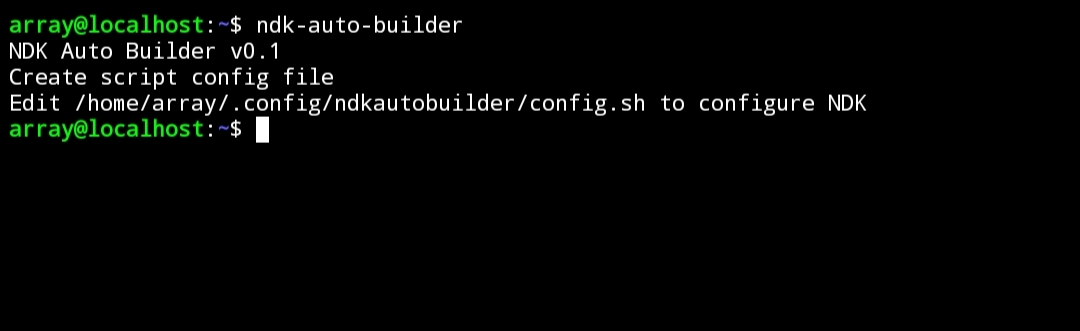 array@localhost:~$ ndk-auto-builder
NDK Auto Builder v0.1
Create script config file
Edit /home/array/.config/ndkautobuilder/config.sh to configure NDK
array@localhost:~$